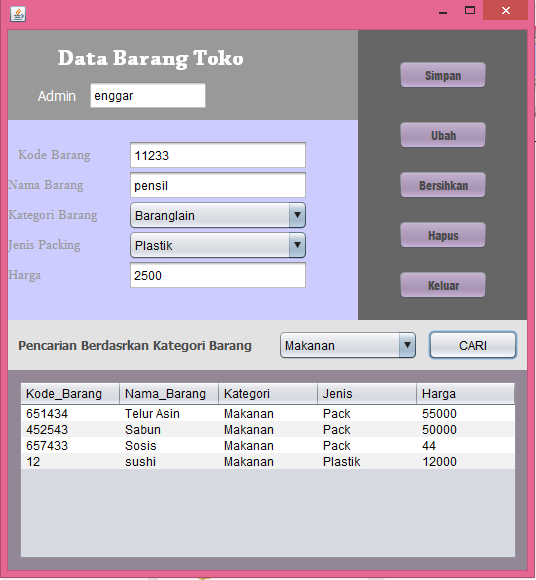 Data Barang Toko
Admin enggar
Simpan
Ubah
Bersihkan
Hapus
Keluar
Kode Barang 11233
Nama Barang pensil
Kategori Barang Baranglain
Jenis Packing Plastik
Harga 2500
Pencarian Berdasrkan Kategori Barang Makanan CARI
Kode_Barang Nama_Barang Kategori Jenis Harga
651434 Telur Asin Makanan Pack 55000
452543 Sabun Makanan Pack 50000
657433 Sosis Makanan Pack 44
12 sushi Makanan Plastik 12000